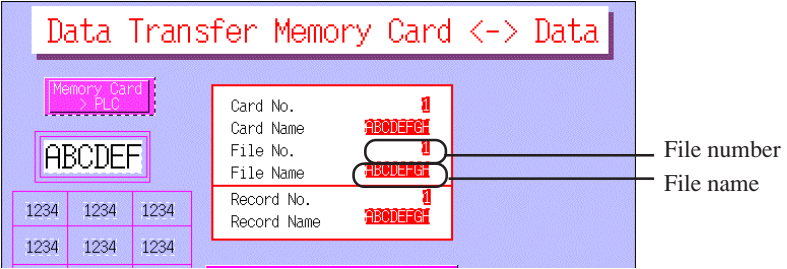 Data Transfer Memory Card <-> Data
Memory Card
> PLC
ABCDEF
Card No. 1
Card Name ABCDEFGH
File No. 1
File Name ABCDEFGH
Record No. 1
Record Name ABCDEFGH
File number
File name
1234 1234 1234
1234 1234 1234